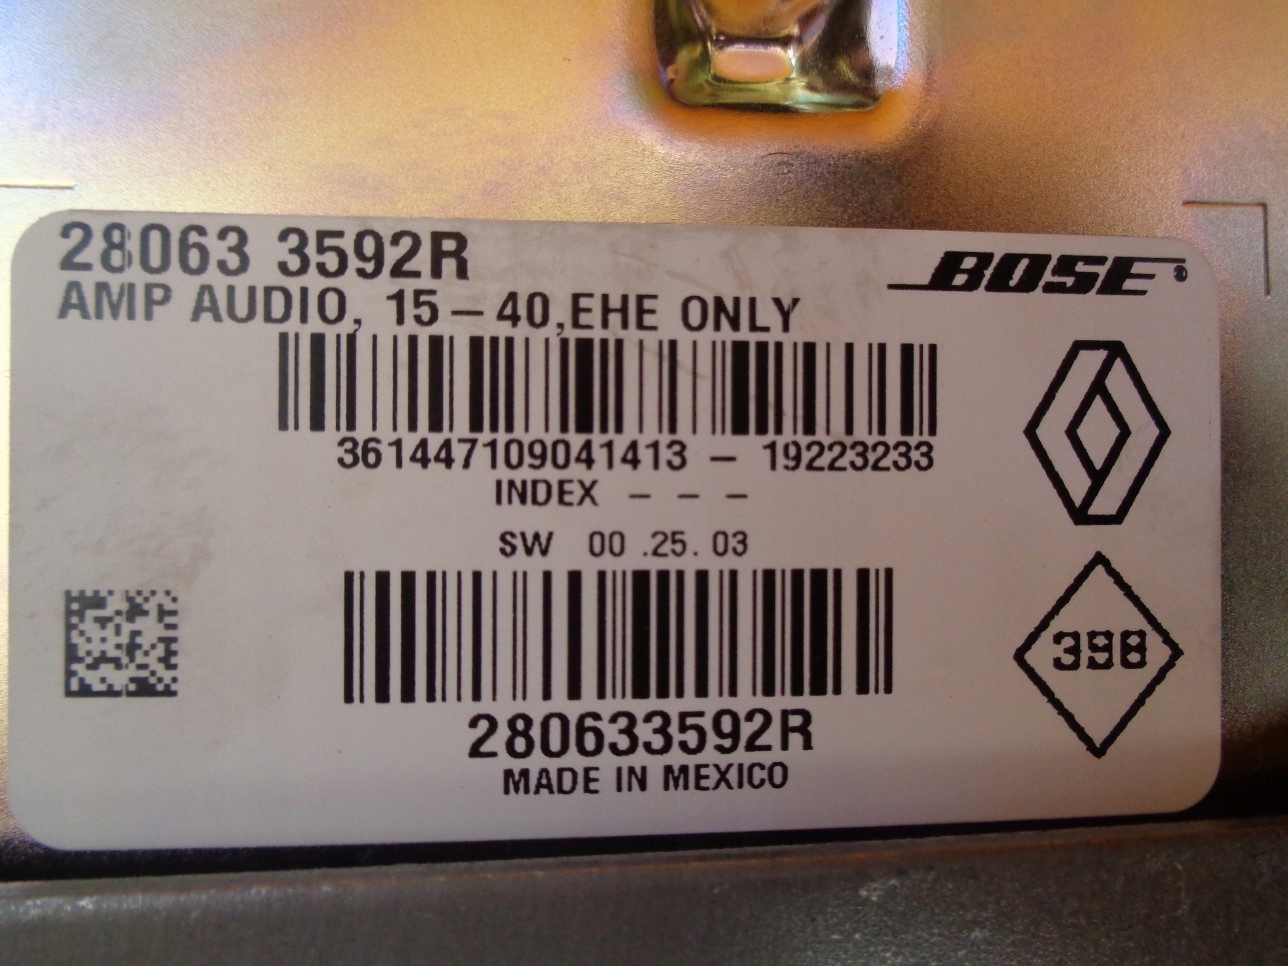 28063 3592R
BOSE
AMP AUDIO, 15-40,EHE ONLY
361447109041413 - 19223233
INDEX - - -
SW 00 .25. 03
398
280633592R
MADE IN MEXICO